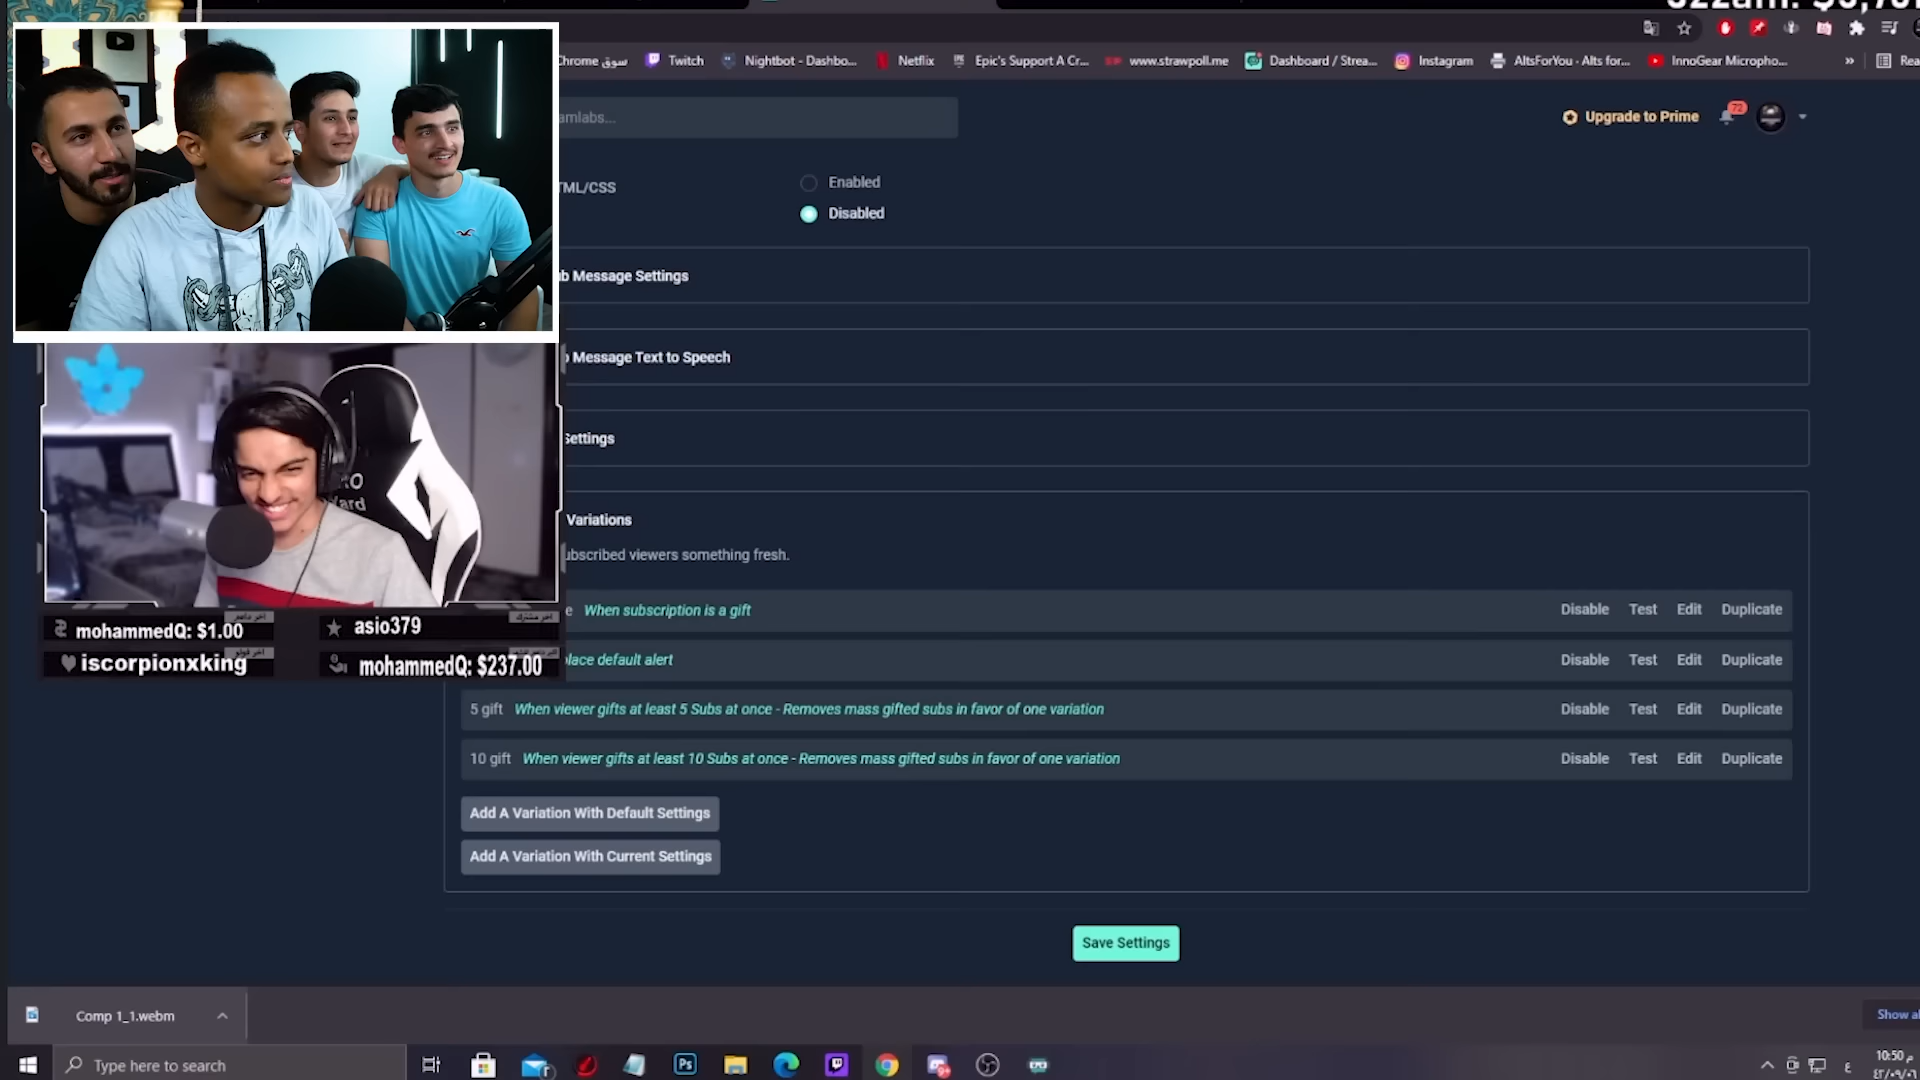 سوق Chrome
Twitch
Nightbot - Dashbo...
Netflix
Epic's Support A Cr...
www.strawpoll.me
Dashboard / Strea...
Instagram
AltsForYou - Alts for...
InnoGear Micropho...
»
Rea
amlabs...
Upgrade to Prime
72
TML/CSS
Enabled
Disabled
b Message Settings
Message Text to Speech
Settings
Variations
ubscribed viewers something fresh.
e When subscription is a gift
Disable Test Edit Duplicate
lace default alert
Disable Test Edit Duplicate
5 gift When viewer gifts at least 5 Subs at once - Removes mass gifted subs in favor of one variation
Disable Test Edit Duplicate
10 gift When viewer gifts at least 10 Subs at once - Removes mass gifted subs in favor of one variation
Disable Test Edit Duplicate
Add A Variation With Default Settings
Add A Variation With Current Settings
Save Settings
mohammedQ: $1.00
asio379
iscorpionxking
mohammedQ: $237.00
Comp 1_1.webm
Show al
Type here to search
Ps
ع
10:50 م